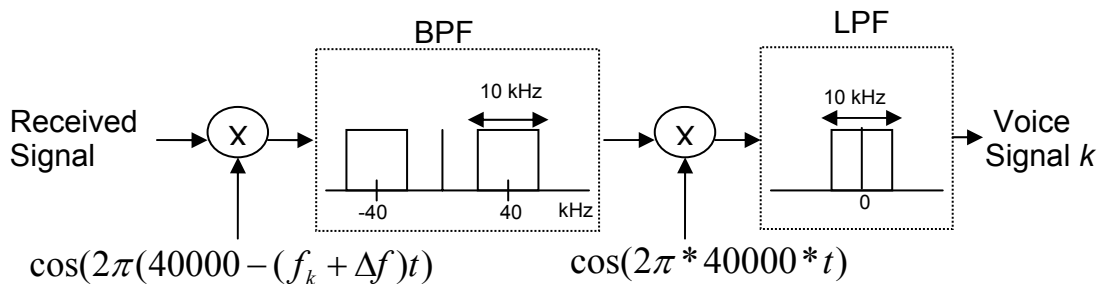 BPF
LPF
10 kHz
10 kHz
Received
Signal
X
X
Voice
Signal k
-40
40
kHz
0
cos(2π(40000 − (f_k + Δf)t)
cos(2π * 40000 * t)